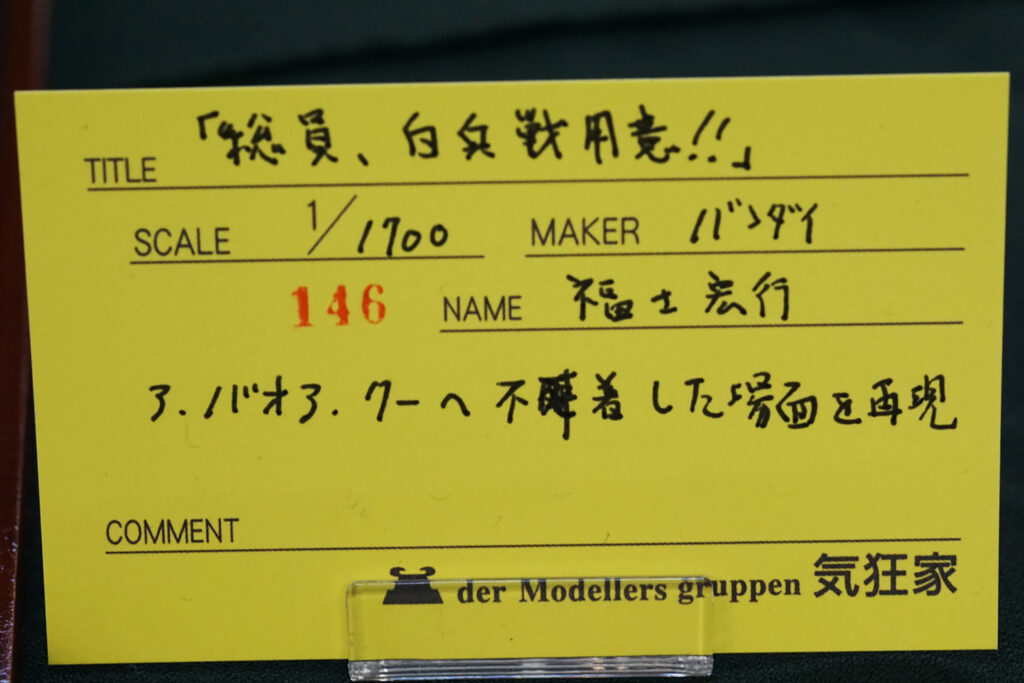 TITLE 「総員、白兵戦用意!!」
SCALE 1/1700 MAKER バンダイ
146 NAME 福士宏行
ア・バオア・クーへ不時着した場面を再現
COMMENT
der Modellers gruppen 気狂家